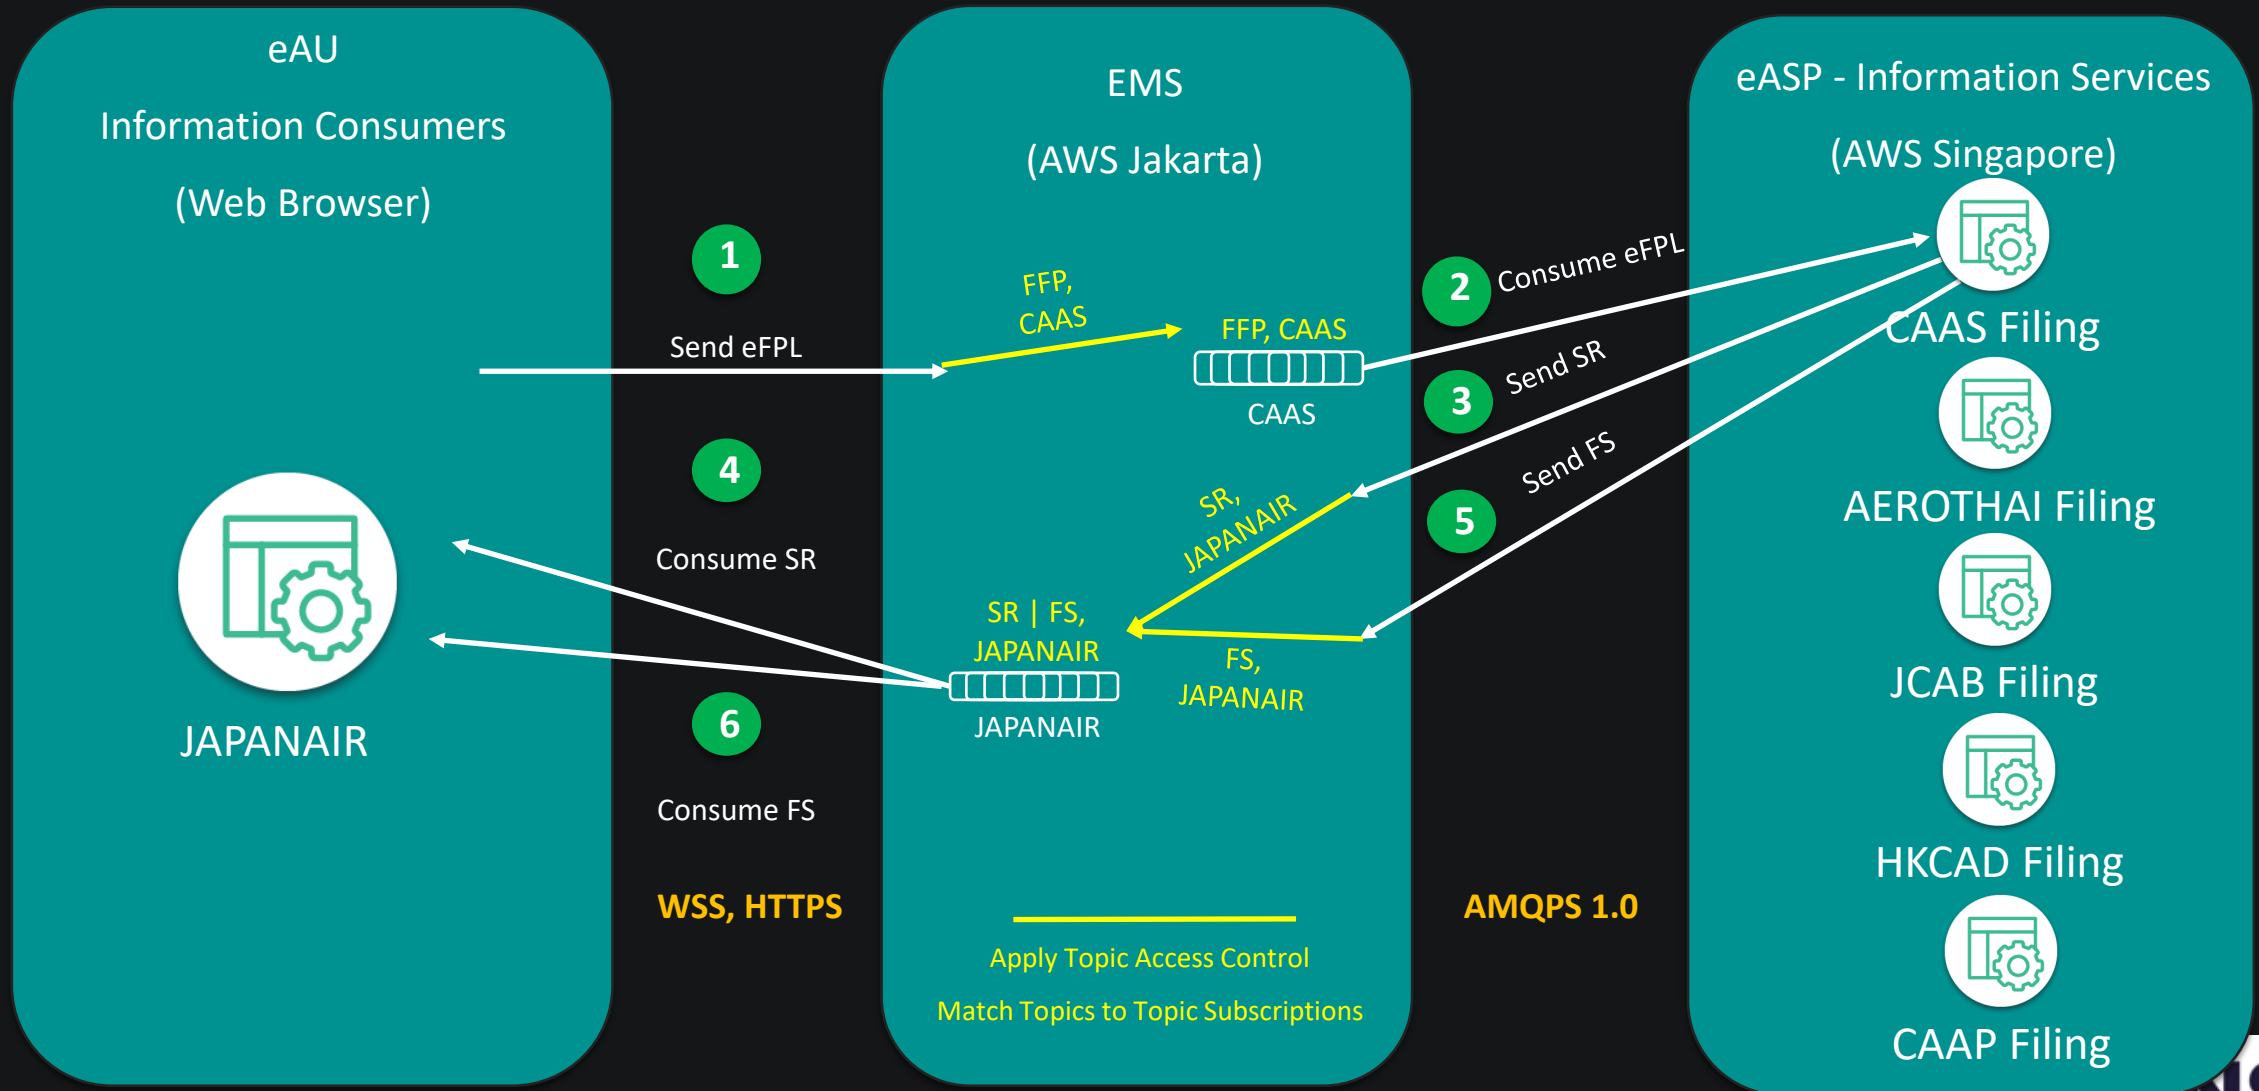 eAU
Information Consumers
(Web Browser)
JAPANAIR
1
Send eFPL
4
Consume SR
6
Consume FS
WSS, HTTPS
EMS
(AWS Jakarta)
FFP,
CAAS
FFP, CAAS
CAAS
SR,
JAPANAIR
SR | FS,
JAPANAIR
JAPANAIR
FS,
JAPANAIR
Apply Topic Access Control
Match Topics to Topic Subscriptions
2
Consume eFPL
3
Send SR
5
Send FS
AMQPS 1.0
eASP - Information Services
(AWS Singapore)
CAAS Filing
AEROTHAI Filing
JCAB Filing
HKCAD Filing
CAAP Filing